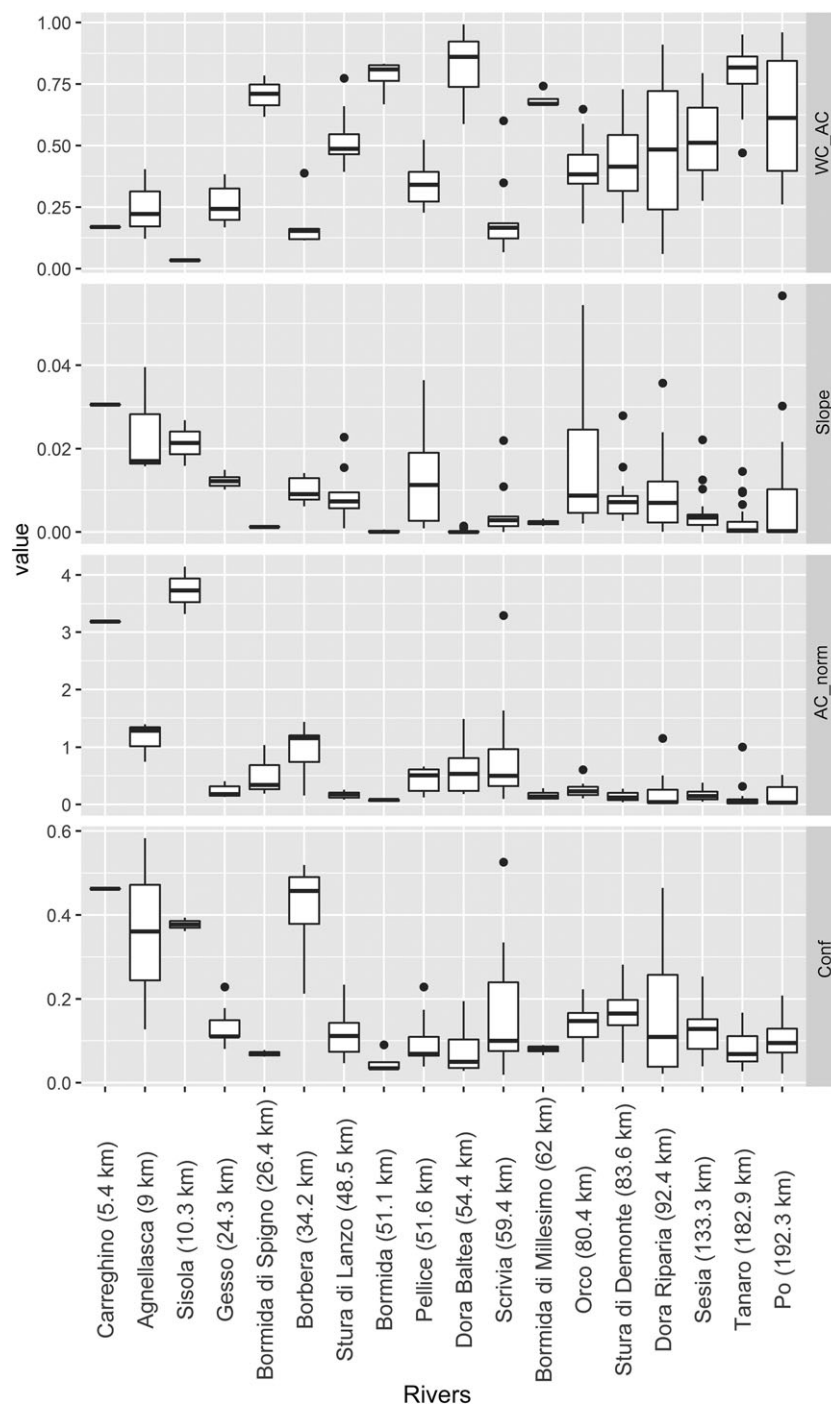 1.00
0.75
0.50
0.25
0.00
WC_AC
0.04
0.02
0.00
Slope
value
4
3
2
1
0
AC_norm
0.6
0.4
0.2
0.0
Conf
Carreghino (5.4 km)
Agnellasca (9 km)
Sisola (10.3 km)
Gesso (24.3 km)
Bormida di Spigno (26.4 km)
Borbera (34.2 km)
Stura di Lanzo (48.5 km)
Bormida (51.1 km)
Pellice (51.6 km)
Dora Baltea (54.4 km)
Scrivia (59.4 km)
Bormida di Millesimo (62 km)
Orco (80.4 km)
Stura di Demonte (83.6 km)
Dora Riparia (92.4 km)
Sesia (133.3 km)
Tanaro (182.9 km)
Po (192.3 km)
Rivers